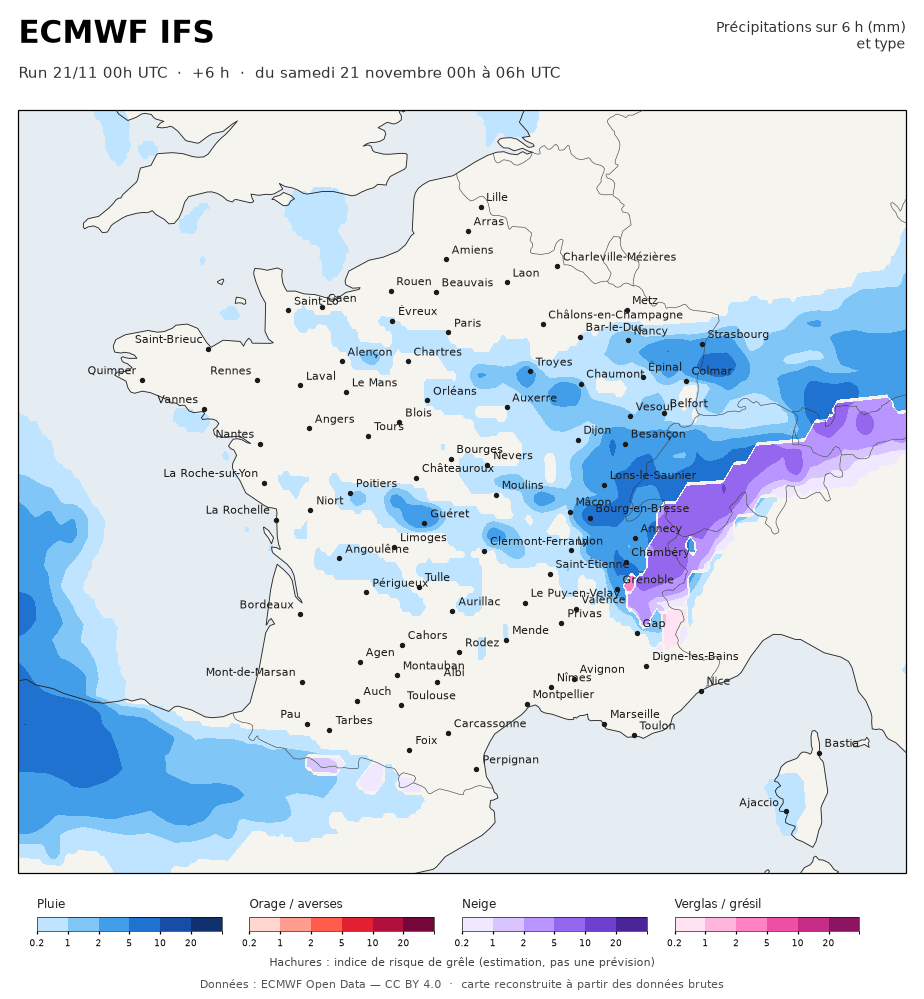 ECMWF IFS
Précipitations sur 6 h (mm)
et type
Run 21/11 00h UTC · +6 h · du samedi 21 novembre 00h à 06h UTC
Lille
Arras
Amiens
Charleville-Mézières
Laon
Rouen
Beauvais
Saint-Lô
Caen
Metz
Évreux
Châlons-en-Champagne
Paris
Bar-le-Duc
Nancy
Strasbourg
Saint-Brieuc
Alençon
Chartres
Troyes
Quimper
Rennes
Laval
Le Mans
Chaumont
Épinal
Colmar
Vannes
Orléans
Auxerre
Vesoul
Belfort
Angers
Blois
Tours
Nantes
Dijon
Besançon
Bourges
Nevers
La Roche-sur-Yon
Châteauroux
Lons-le-Saunier
Poitiers
Moulins
Niort
La Rochelle
Guéret
Mâcon
Bourg-en-Bresse
Annecy
Limoges
Clermont-Ferrand
Lyon
Angoulême
Chambéry
Saint-Étienne
Périgueux
Tulle
Grenoble
Le Puy-en-Velay
Valence
Bordeaux
Aurillac
Privas
Gap
Cahors
Rodez
Mende
Agen
Digne-les-Bains
Mont-de-Marsan
Montauban
Albi
Avignon
Nîmes
Nice
Auch
Toulouse
Montpellier
Pau
Tarbes
Carcassonne
Marseille
Toulon
Foix
Bastia
Perpignan
Ajaccio
Pluie
Orage / averses
Neige
Verglas / grésil
0.2 1 2 5 10 20
0.2 1 2 5 10 20
0.2 1 2 5 10 20
0.2 1 2 5 10 20
Hachures : indice de risque de grêle (estimation, pas une prévision)
Données : ECMWF Open Data — CC BY 4.0 · carte reconstruite à partir des données brutes